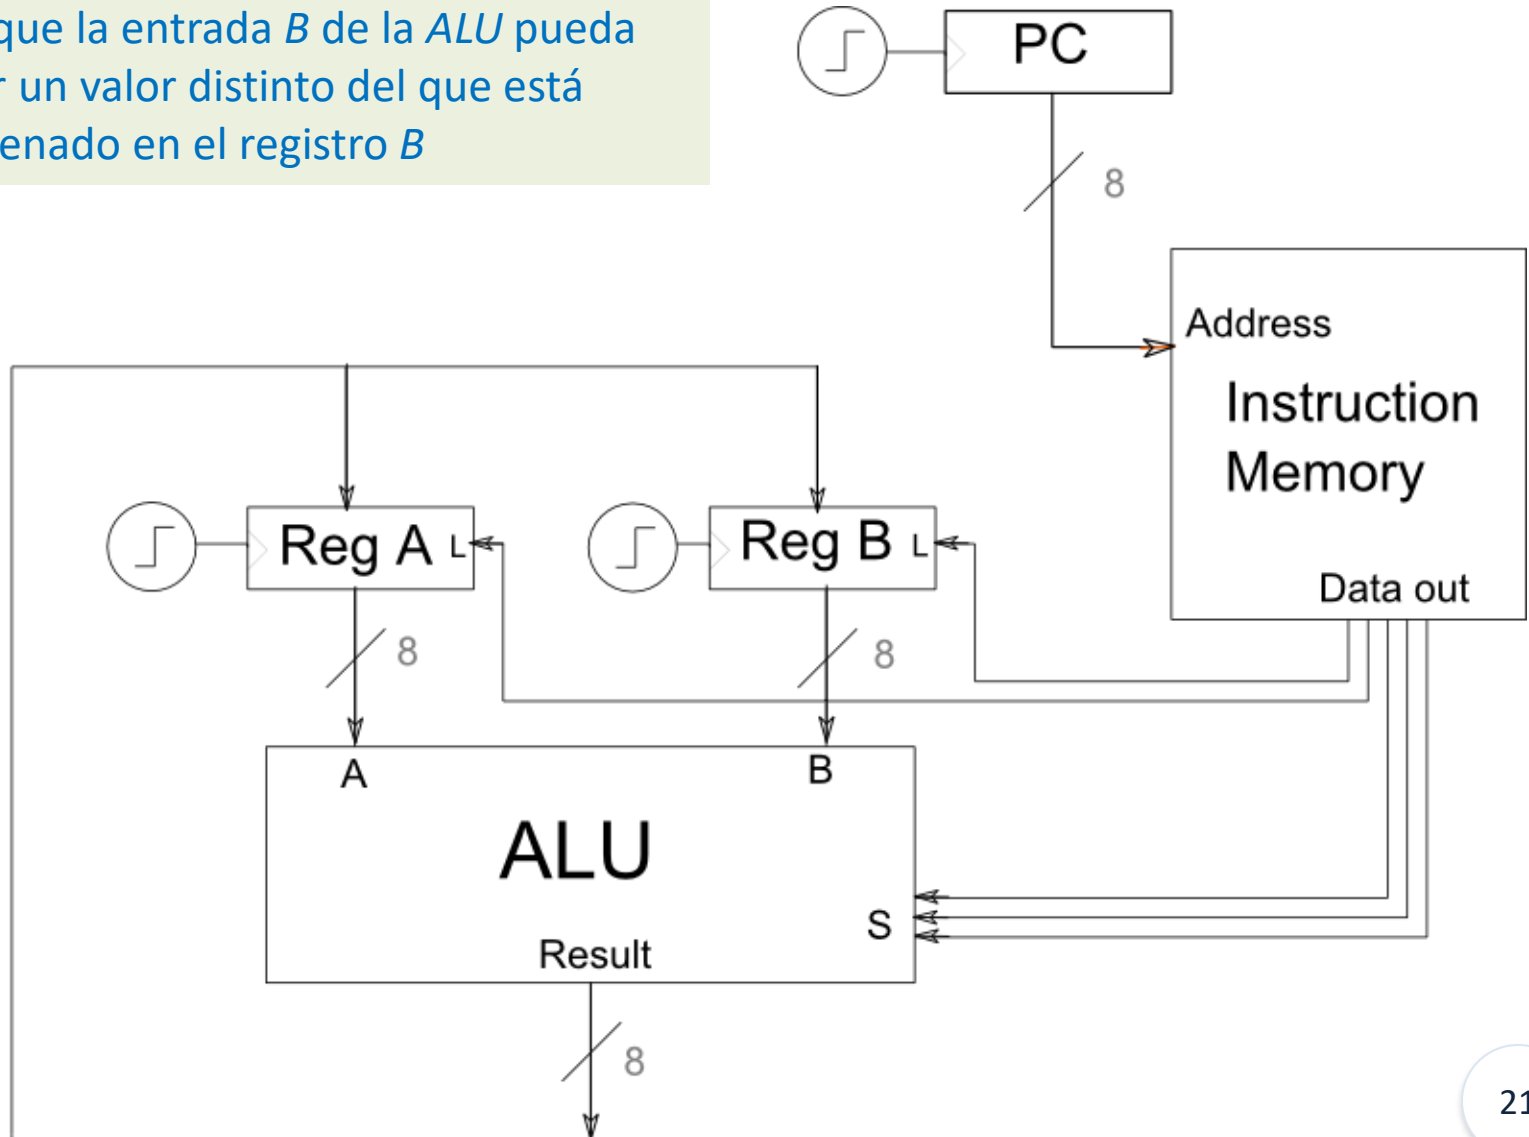 que la entrada B de la ALU pueda
un valor distinto del que está
enado en el registro B
PC
8
Address
Instruction
Memory
Data out
Reg A L
Reg B L
8
8
A
B
ALU
S
Result
8
21